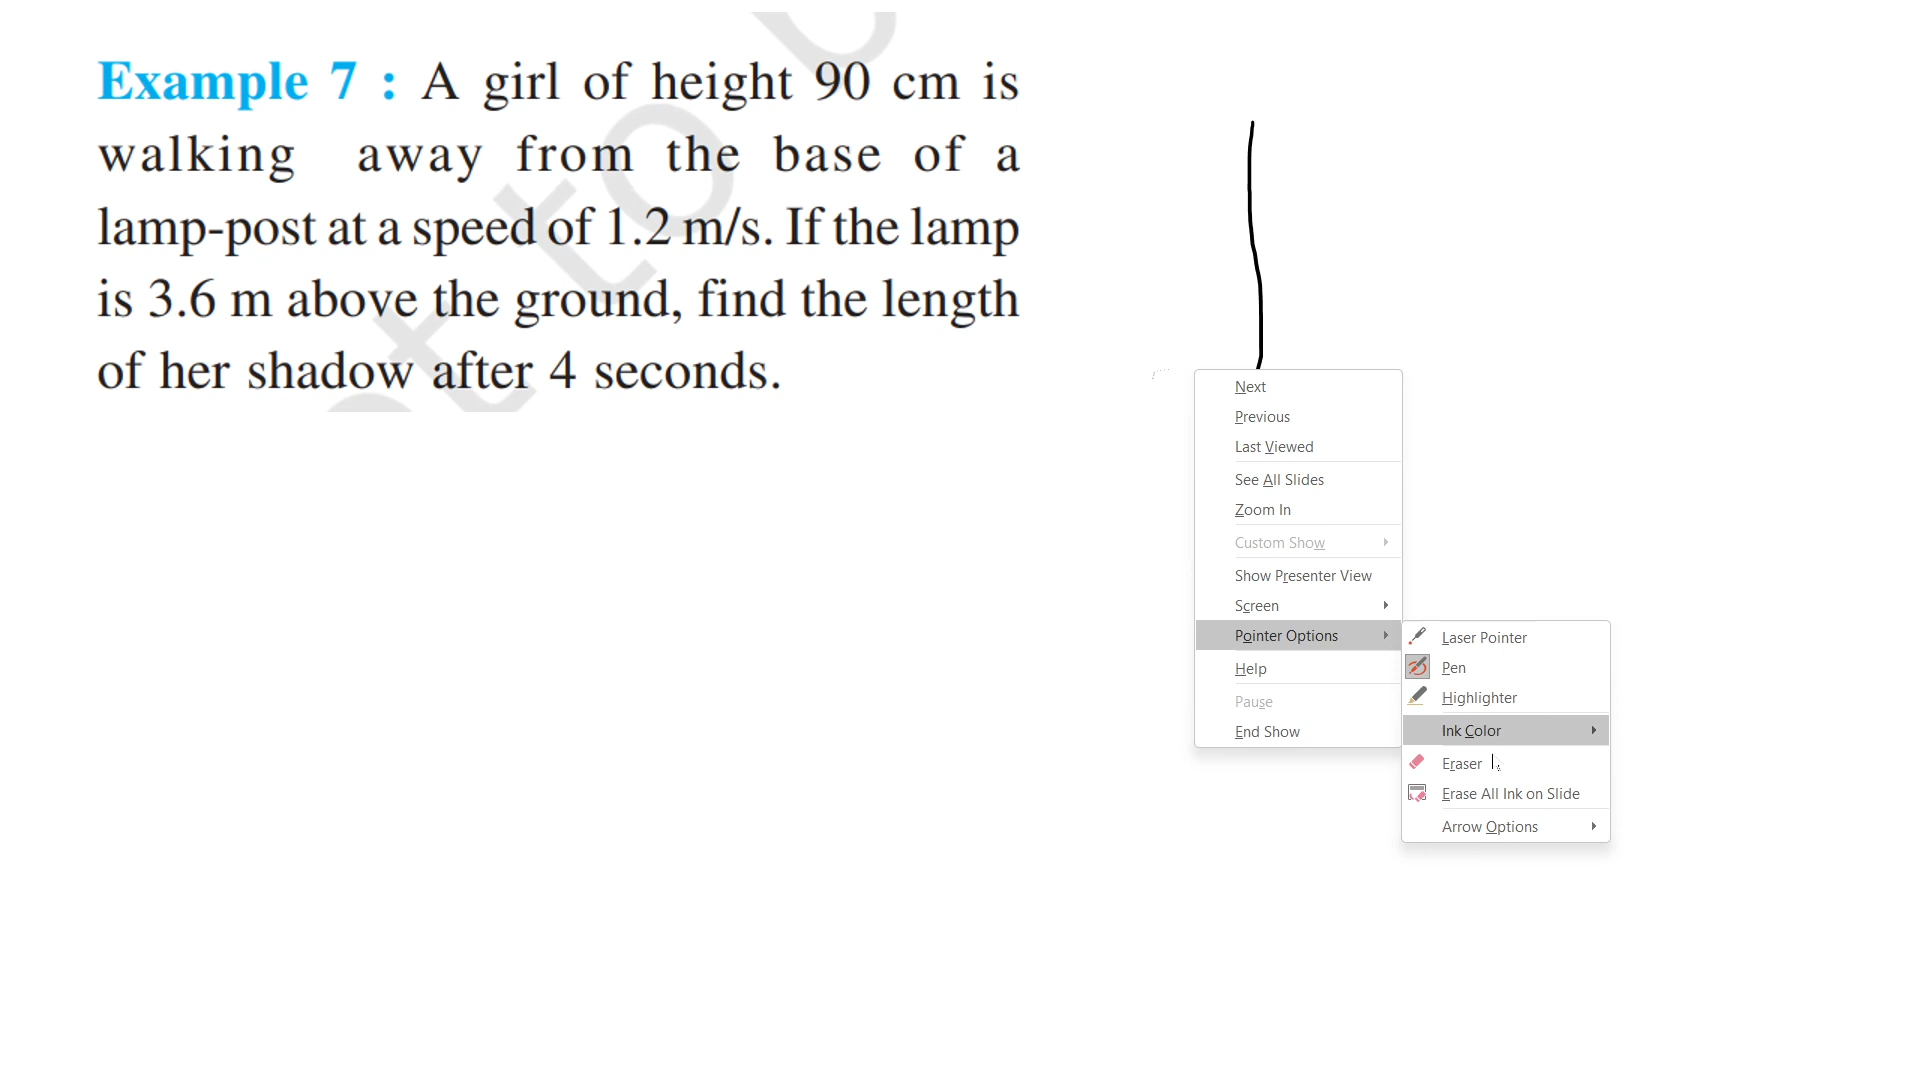 Example 7 : A girl of height 90 cm is
walking away from the base of a
lamp-post at a speed of 1.2 m/s. If the lamp
is 3.6 m above the ground, find the length
of her shadow after 4 seconds.
Next
Previous
Last Viewed
See All Slides
Zoom In
Custom Show
Show Presenter View
Screen
Pointer Options
Help
Pause
End Show
Laser Pointer
Pen
Highlighter
Ink Color
Eraser
Erase All Ink on Slide
Arrow Options